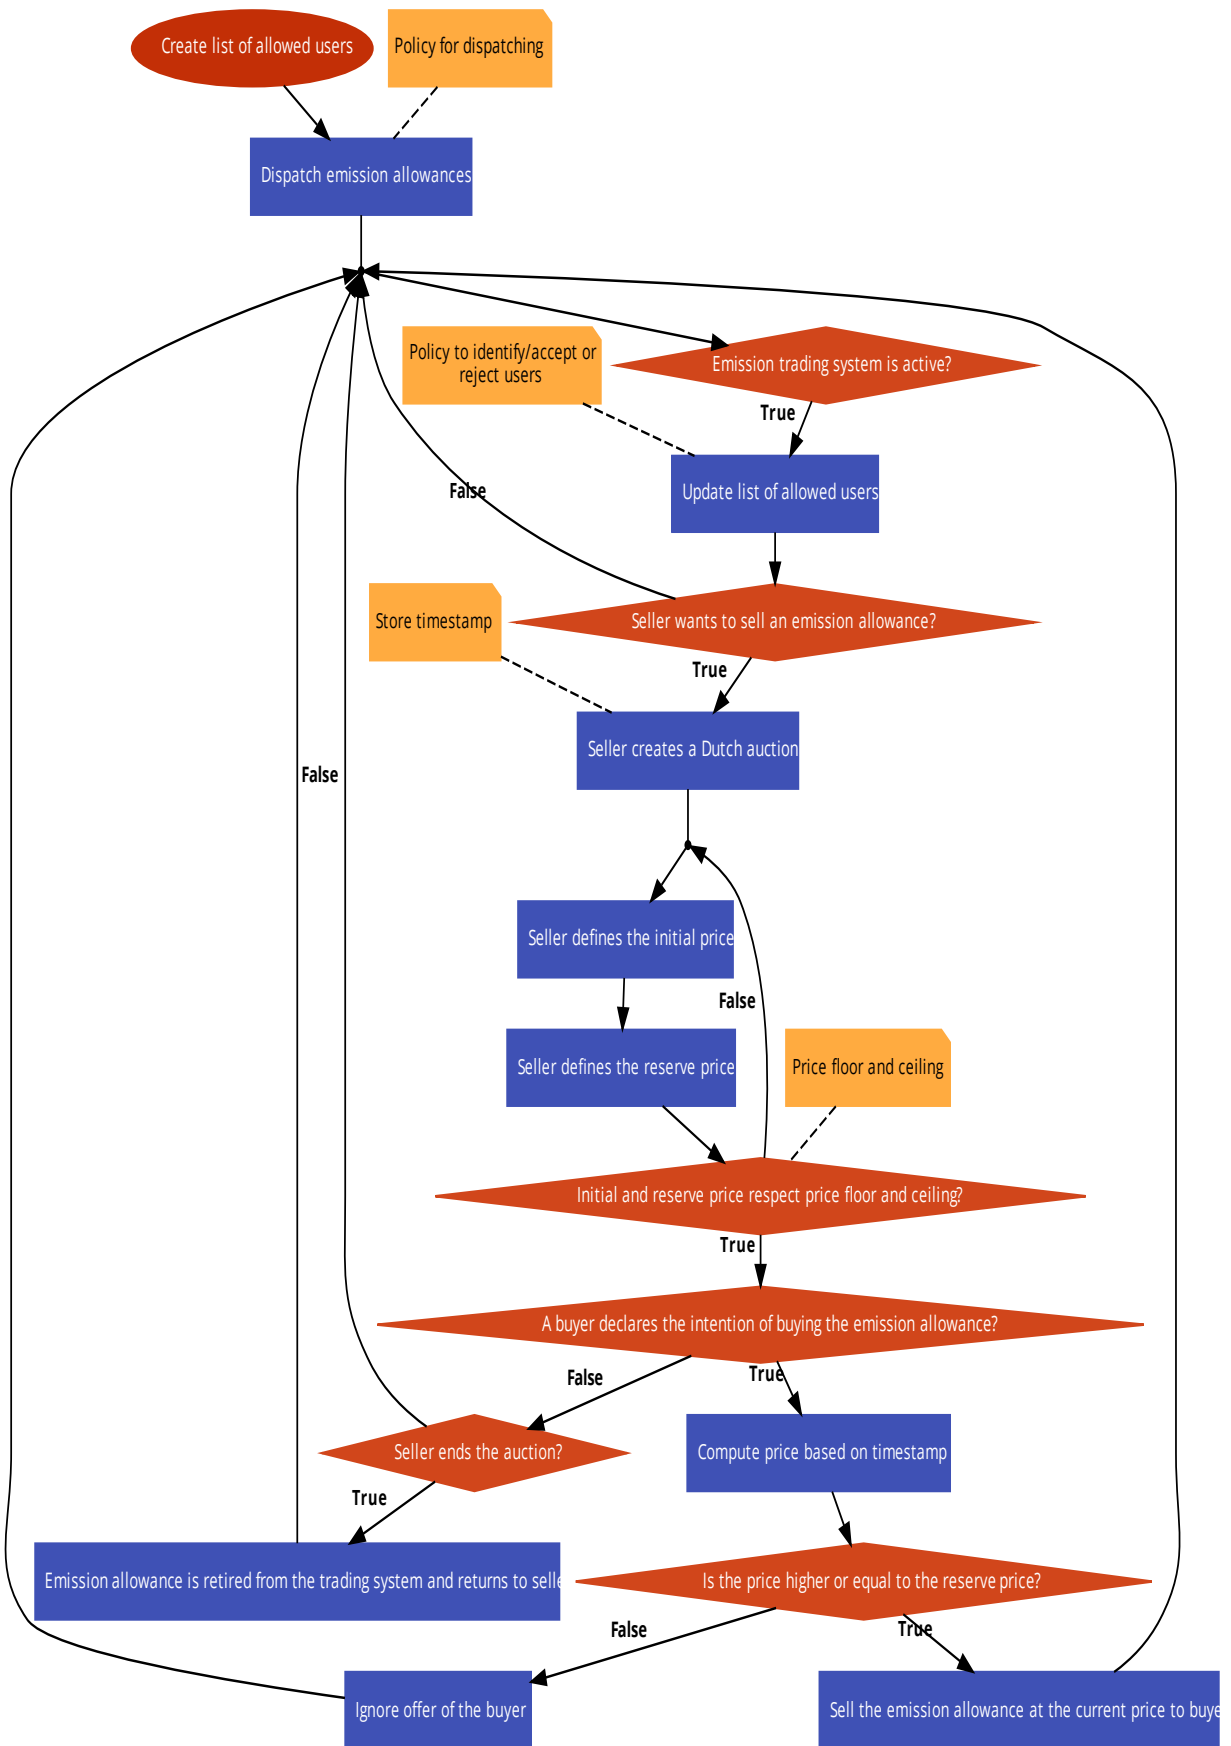 Create list of allowed users
Policy for dispatching
Dispatch emission allowances
Policy to identify/accept or
reject users
Emission trading system is active?
True
Update list of allowed users
False
Store timestamp
Seller wants to sell an emission allowance?
True
Seller creates a Dutch auction
False
Seller defines the initial price
False
Seller defines the reserve price
Price floor and ceiling
Initial and reserve price respect price floor and ceiling?
True
A buyer declares the intention of buying the emission allowance?
False
True
Seller ends the auction?
Compute price based on timestamp
True
Emission allowance is retired from the trading system and returns to selle
Is the price higher or equal to the reserve price?
False
True
Ignore offer of the buyer
Sell the emission allowance at the current price to buye